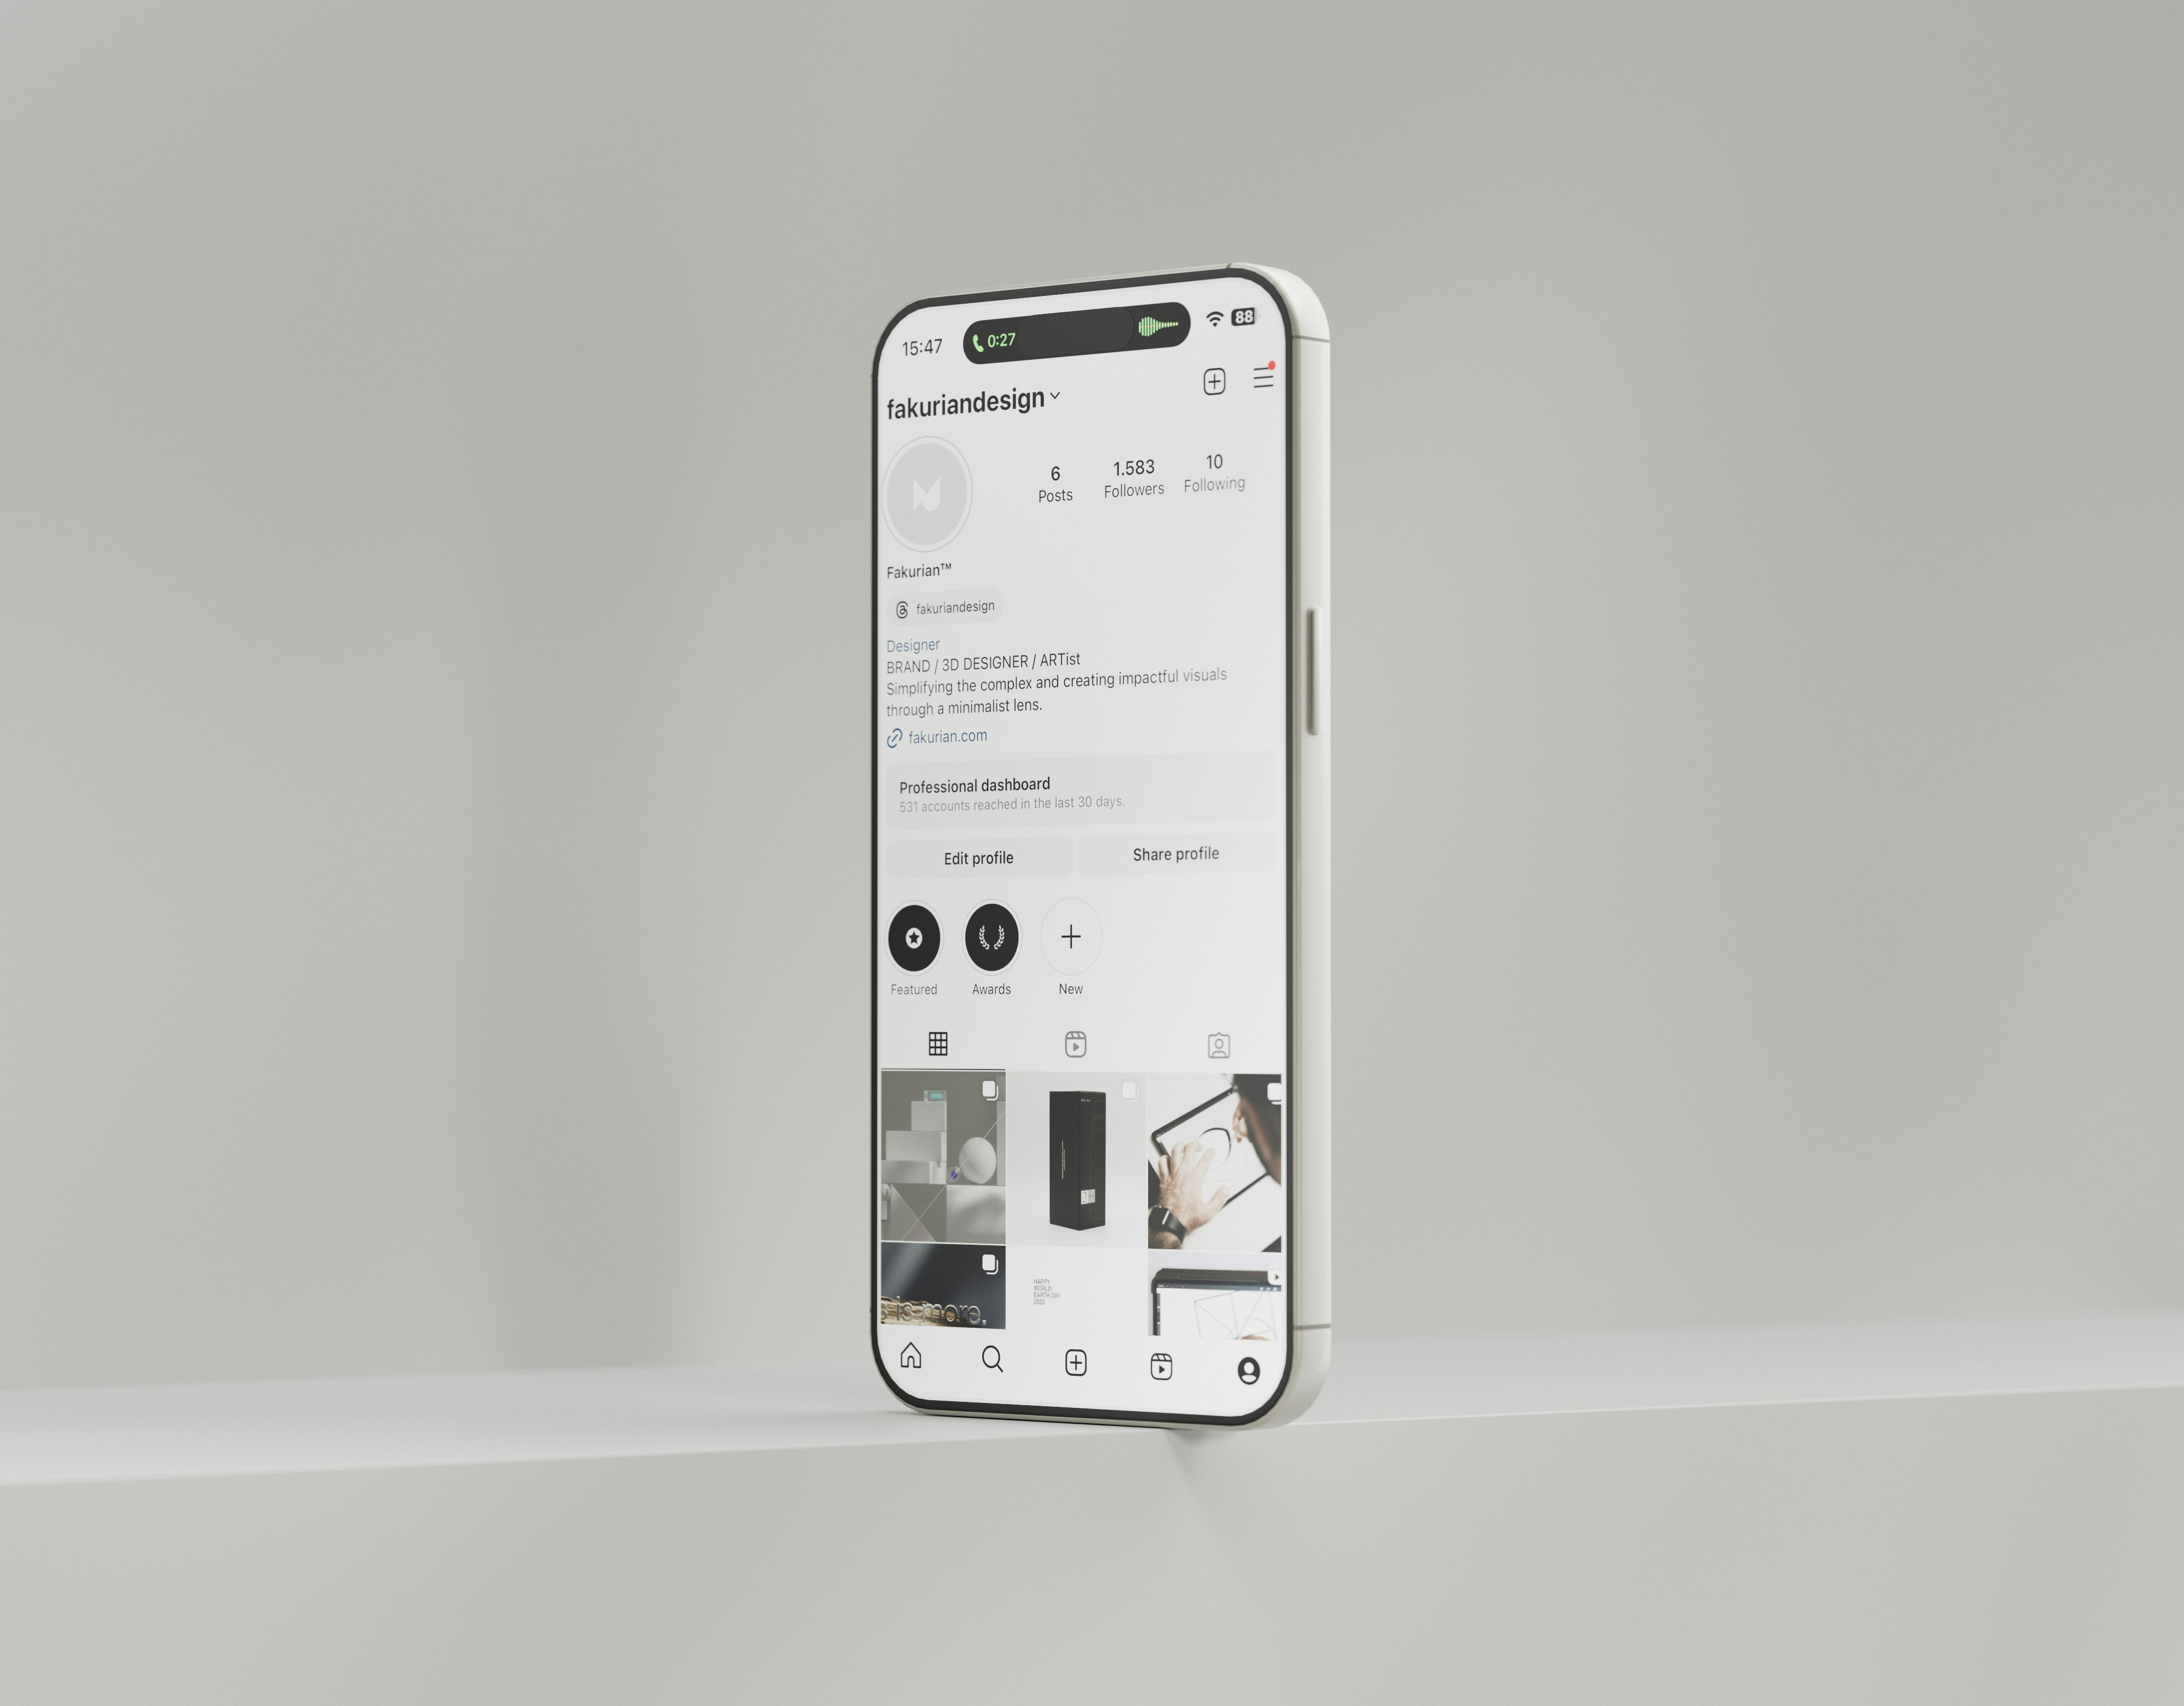 15:47
0:27
88
fakuriandesign
6
Posts
1.583
Followers
10
Following
Fakurian™
fakuriandesign
Designer
BRAND / 3D DESIGNER / ARTist
Simplifying the complex and creating impactful visuals
through a minimalist lens.
fakurian.com
Professional dashboard
531 accounts reached in the last 30 days.
Edit profile
Share profile
Featured
Awards
New
s is more.
HAPPY
WORLD
EARTH DAY
2020